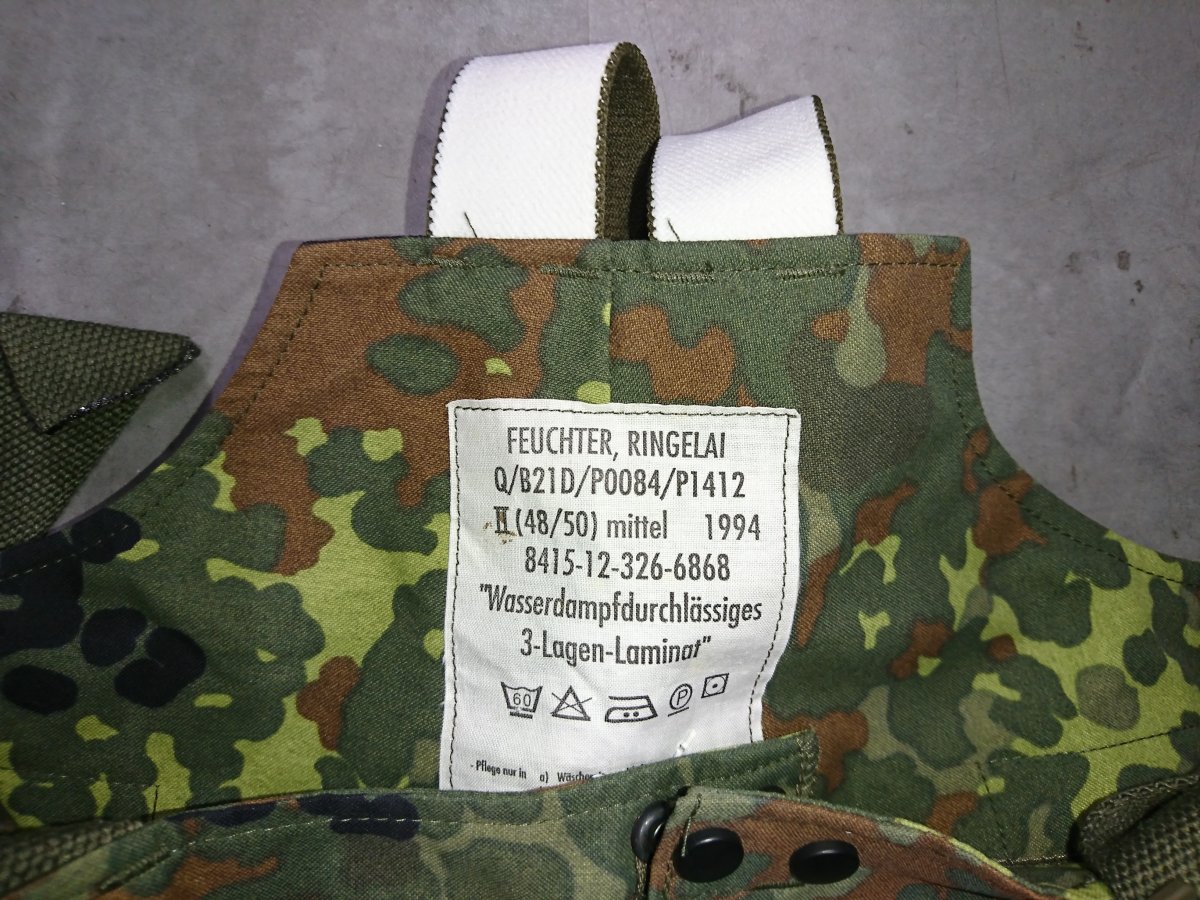 FEUCHTER, RINGELAI
Q/B21D/P0084/P1412
II (48/50) mittel 1994
8415-12-326-6868
"Wasserdampfdurchlässiges
3-Lagen-Laminat"
60 P
- Pflege nur in a) Wäscher